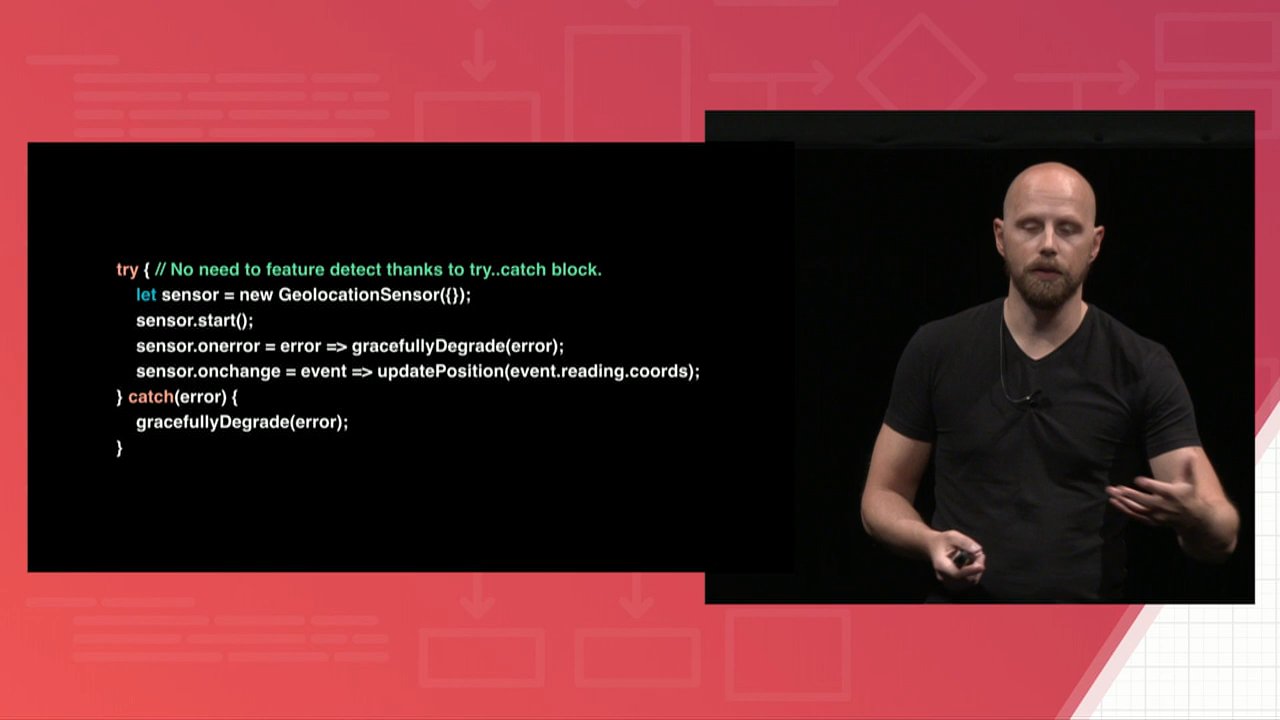 try { // No need to feature detect thanks to try..catch block.
let sensor = new GeolocationSensor({});
sensor.start();
sensor.onerror = error => gracefullyDegrade(error);
sensor.onchange = event => updatePosition(event.reading.coords);
} catch(error) {
gracefullyDegrade(error);
}